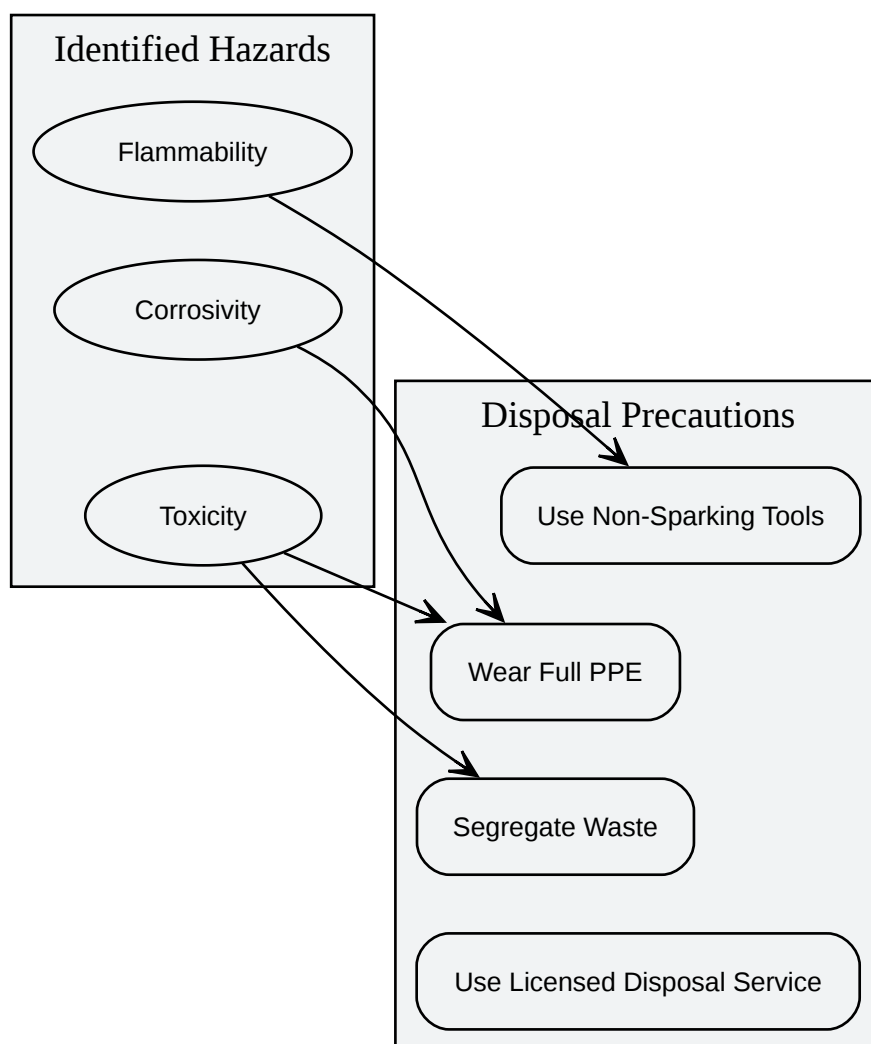 Identified Hazards
Flammability
Corrosivity
Toxicity
Disposal Precautions
Use Non-Sparking Tools
Wear Full PPE
Segregate Waste
Use Licensed Disposal Service